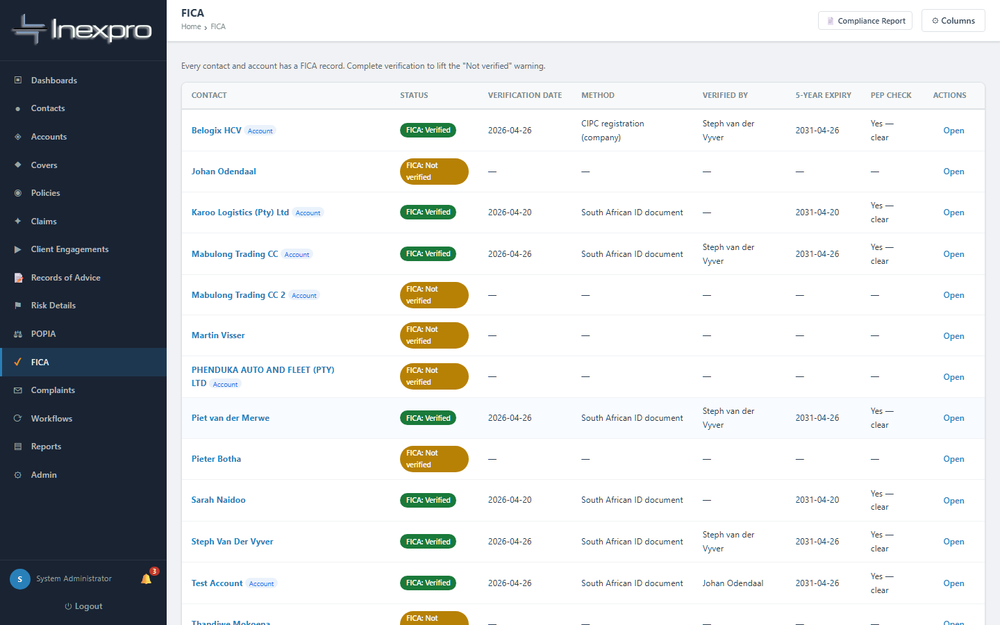 Inexpro
Dashboards
Contacts
Accounts
Covers
Policies
Claims
Client Engagements
Records of Advice
Risk Details
POPIA
FICA
Complaints
Workflows
Reports
Admin
S System Administrator 3
Logout
FICA
Home › FICA
Compliance Report Columns
Every contact and account has a FICA record. Complete verification to lift the "Not verified" warning.
CONTACT STATUS VERIFICATION DATE METHOD VERIFIED BY 5-YEAR EXPIRY PEP CHECK ACTIONS
Belogix HCV Account FICA: Verified 2026-04-26 CIPC registration (company) Steph van der Vyver 2031-04-26 Yes — clear Open
Johan Odendaal FICA: Not verified — — — — — Open
Karoo Logistics (Pty) Ltd Account FICA: Verified 2026-04-20 South African ID document — 2031-04-20 Yes — clear Open
Mabulong Trading CC Account FICA: Verified 2026-04-26 South African ID document Steph van der Vyver 2031-04-26 Yes — clear Open
Mabulong Trading CC 2 Account FICA: Not verified — — — — — Open
Martin Visser FICA: Not verified — — — — — Open
PHENDUKA AUTO AND FLEET (PTY) LTD Account FICA: Not verified — — — — — Open
Piet van der Merwe FICA: Verified 2026-04-26 South African ID document Steph van der Vyver 2031-04-26 Yes — clear Open
Pieter Botha FICA: Not verified — — — — — Open
Sarah Naidoo FICA: Verified 2026-04-20 South African ID document — 2031-04-20 Yes — clear Open
Steph Van Der Vyver FICA: Verified 2026-04-26 South African ID document Steph van der Vyver 2031-04-26 Yes — clear Open
Test Account Account FICA: Verified 2026-04-26 South African ID document Johan Odendaal 2031-04-26 Yes — clear Open
Thandiwe Mokoena FICA: Not — — — — — Open